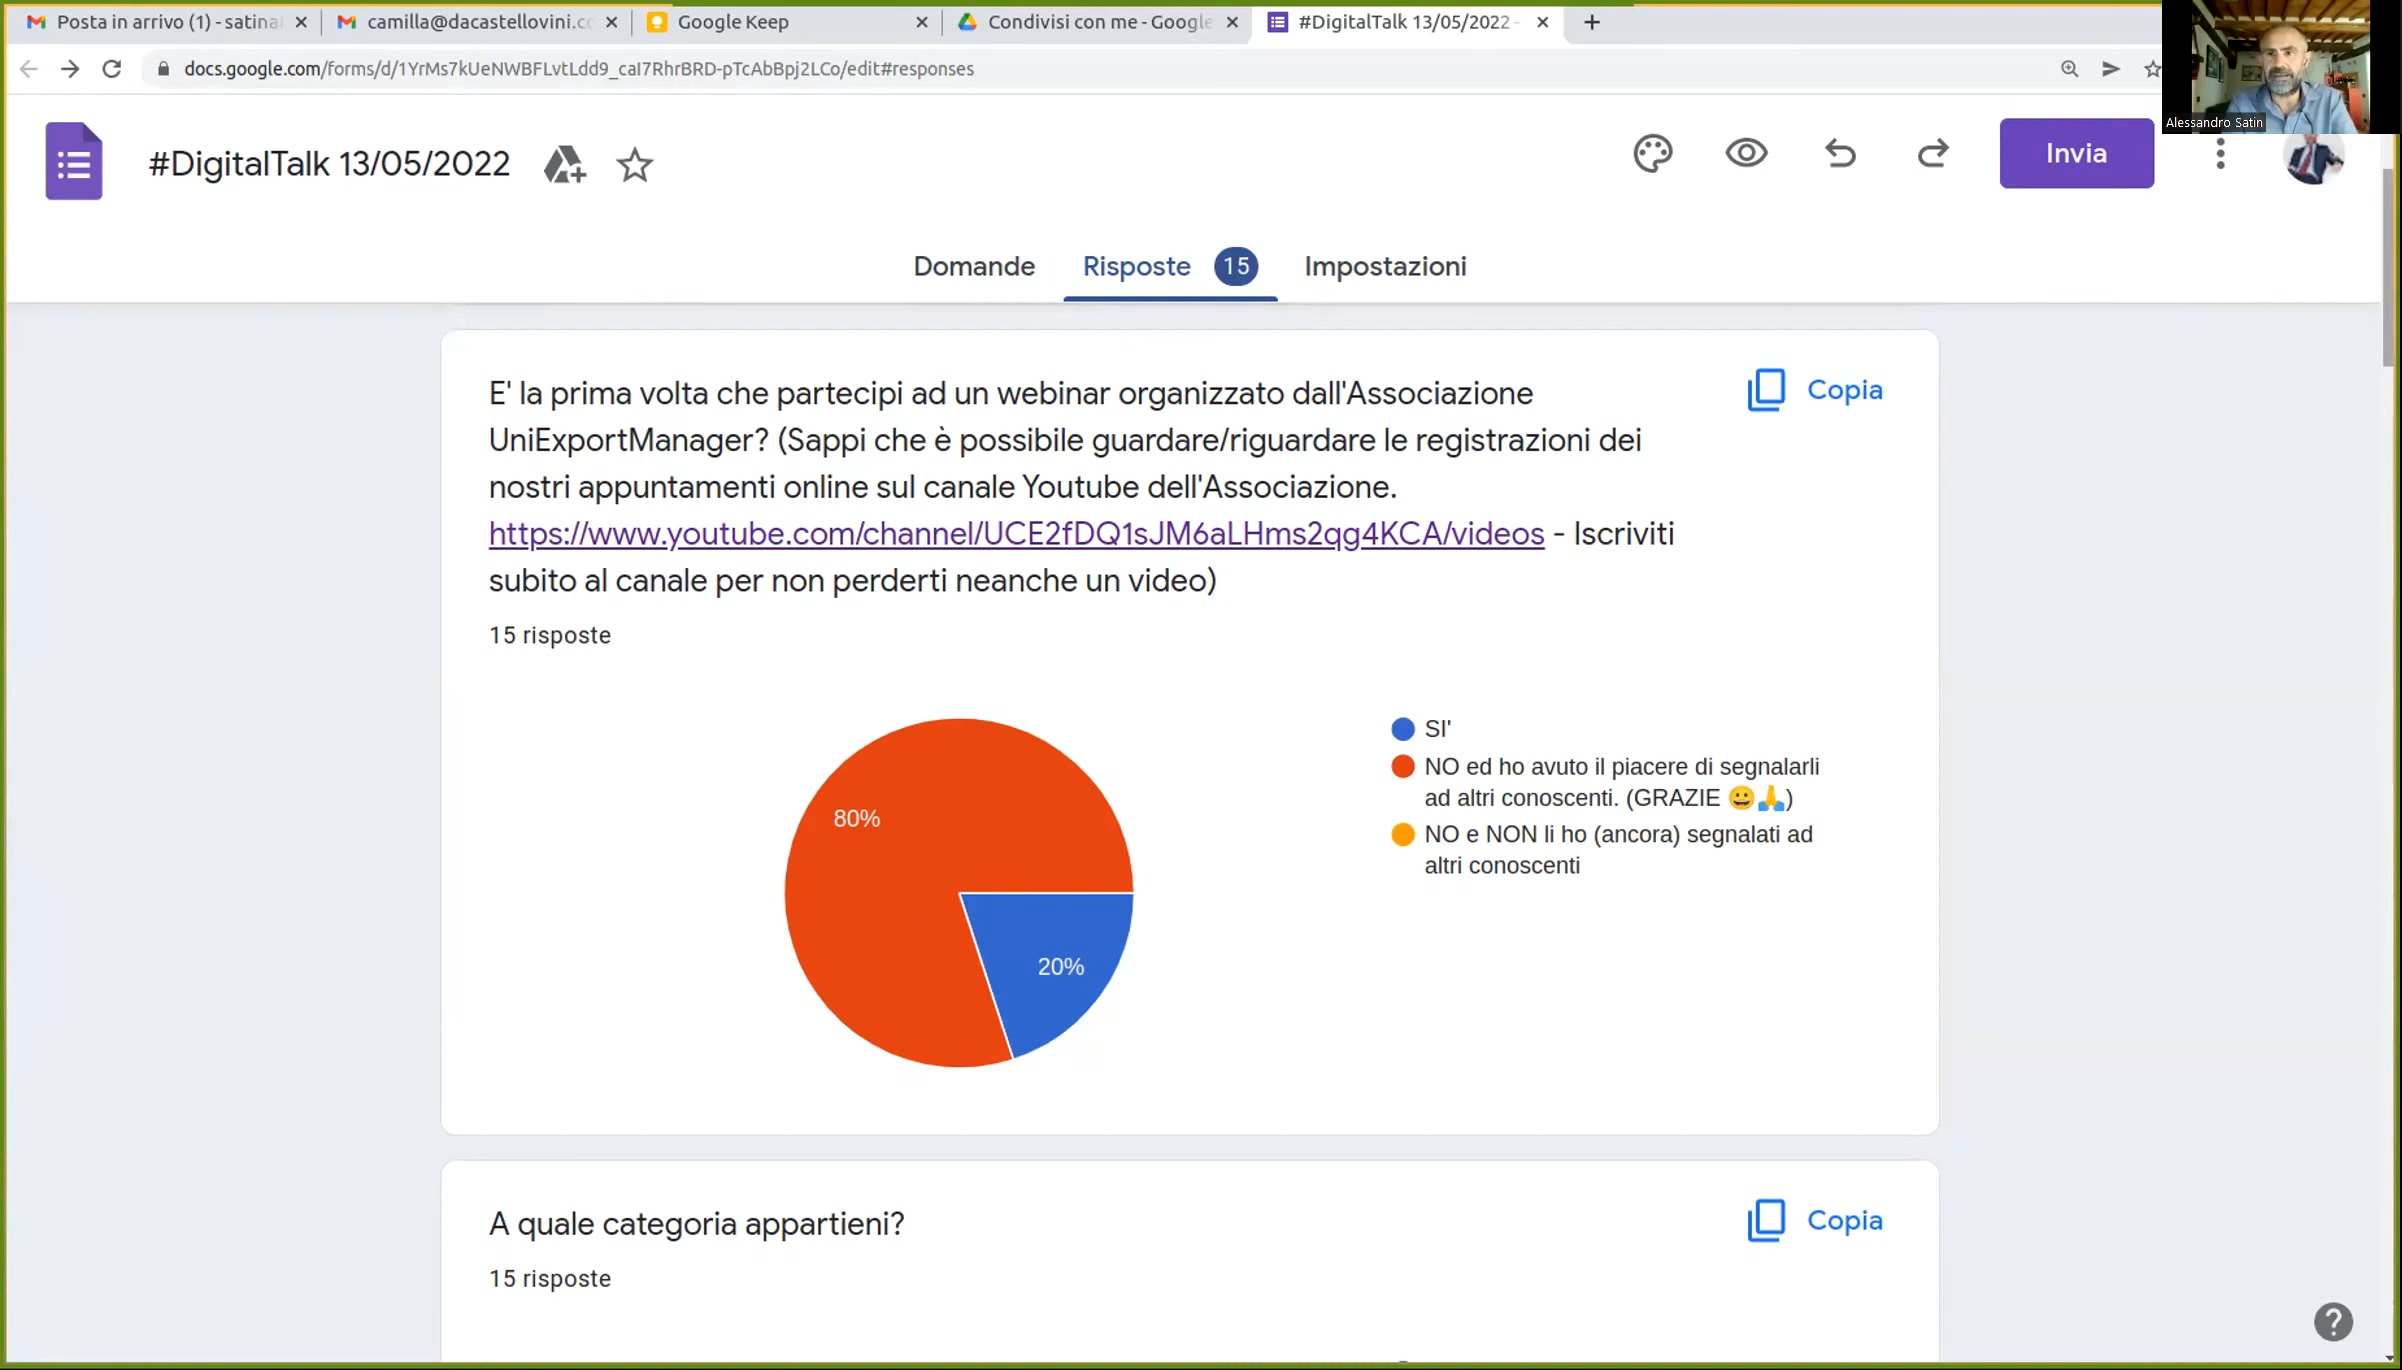 Posta in arrivo (1) - satina
camilla@dacastellovini.co
Google Keep
Condivisi con me - Google
#DigitalTalk 13/05/2022 -
docs.google.com/forms/d/1YrMs7kUeNWBFLvtLdd9_caI7RhrBRD-pTcAbBpj2LCo/edit#responses
Alessandro Satin
#DigitalTalk 13/05/2022
Invia
Domande
Risposte 15
Impostazioni
E' la prima volta che partecipi ad un webinar organizzato dall'Associazione
UniExportManager? (Sappi che è possibile guardare/riguardare le registrazioni dei
nostri appuntamenti online sul canale Youtube dell'Associazione.
https://www.youtube.com/channel/UCE2fDQ1sJM6aLHms2qg4KCA/videos - Iscriviti
subito al canale per non perderti neanche un video)
Copia
15 risposte
80%
20%
SI'
NO ed ho avuto il piacere di segnalarli
ad altri conoscenti. (GRAZIE 😀🙏)
NO e NON li ho (ancora) segnalati ad
altri conoscenti
A quale categoria appartieni?
Copia
15 risposte